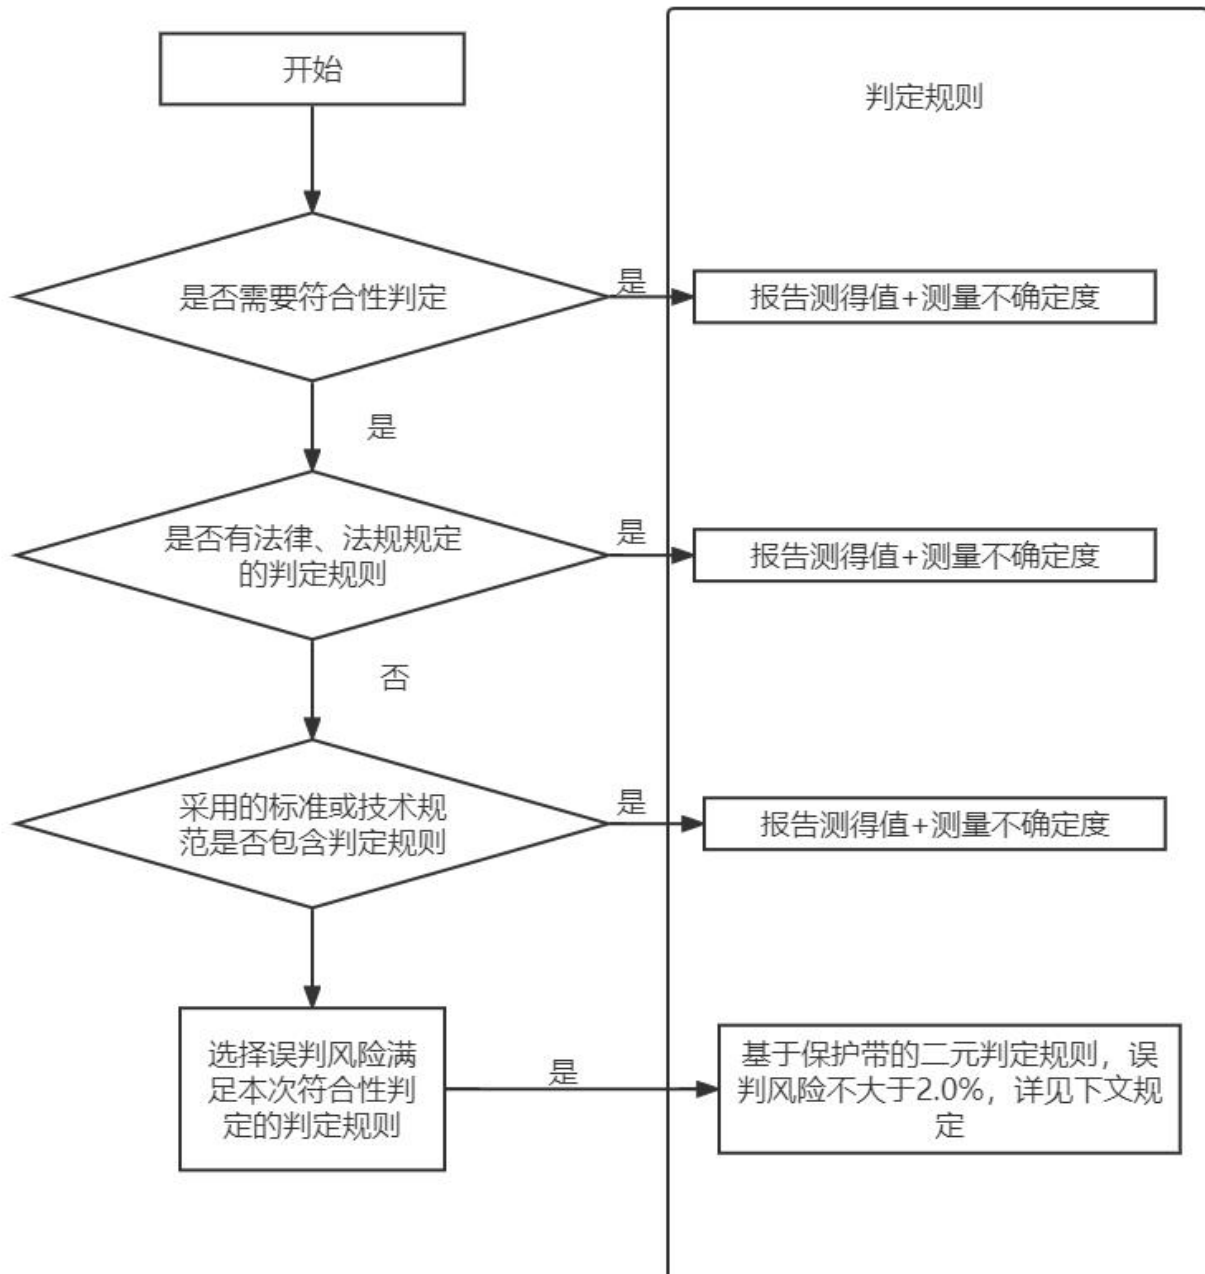 开始
判定规则
是否需要符合性判定
是
报告测得值+测量不确定度
是
是否有法律、法规规定
的判定规则
是
报告测得值+测量不确定度
否
采用的标准或技术规
范是否包含判定规则
是
报告测得值+测量不确定度
选择误判风险满
足本次符合性判
定的判定规则
是
基于保护带的二元判定规则，误
判风险不大于2.0%，详见下文规
定